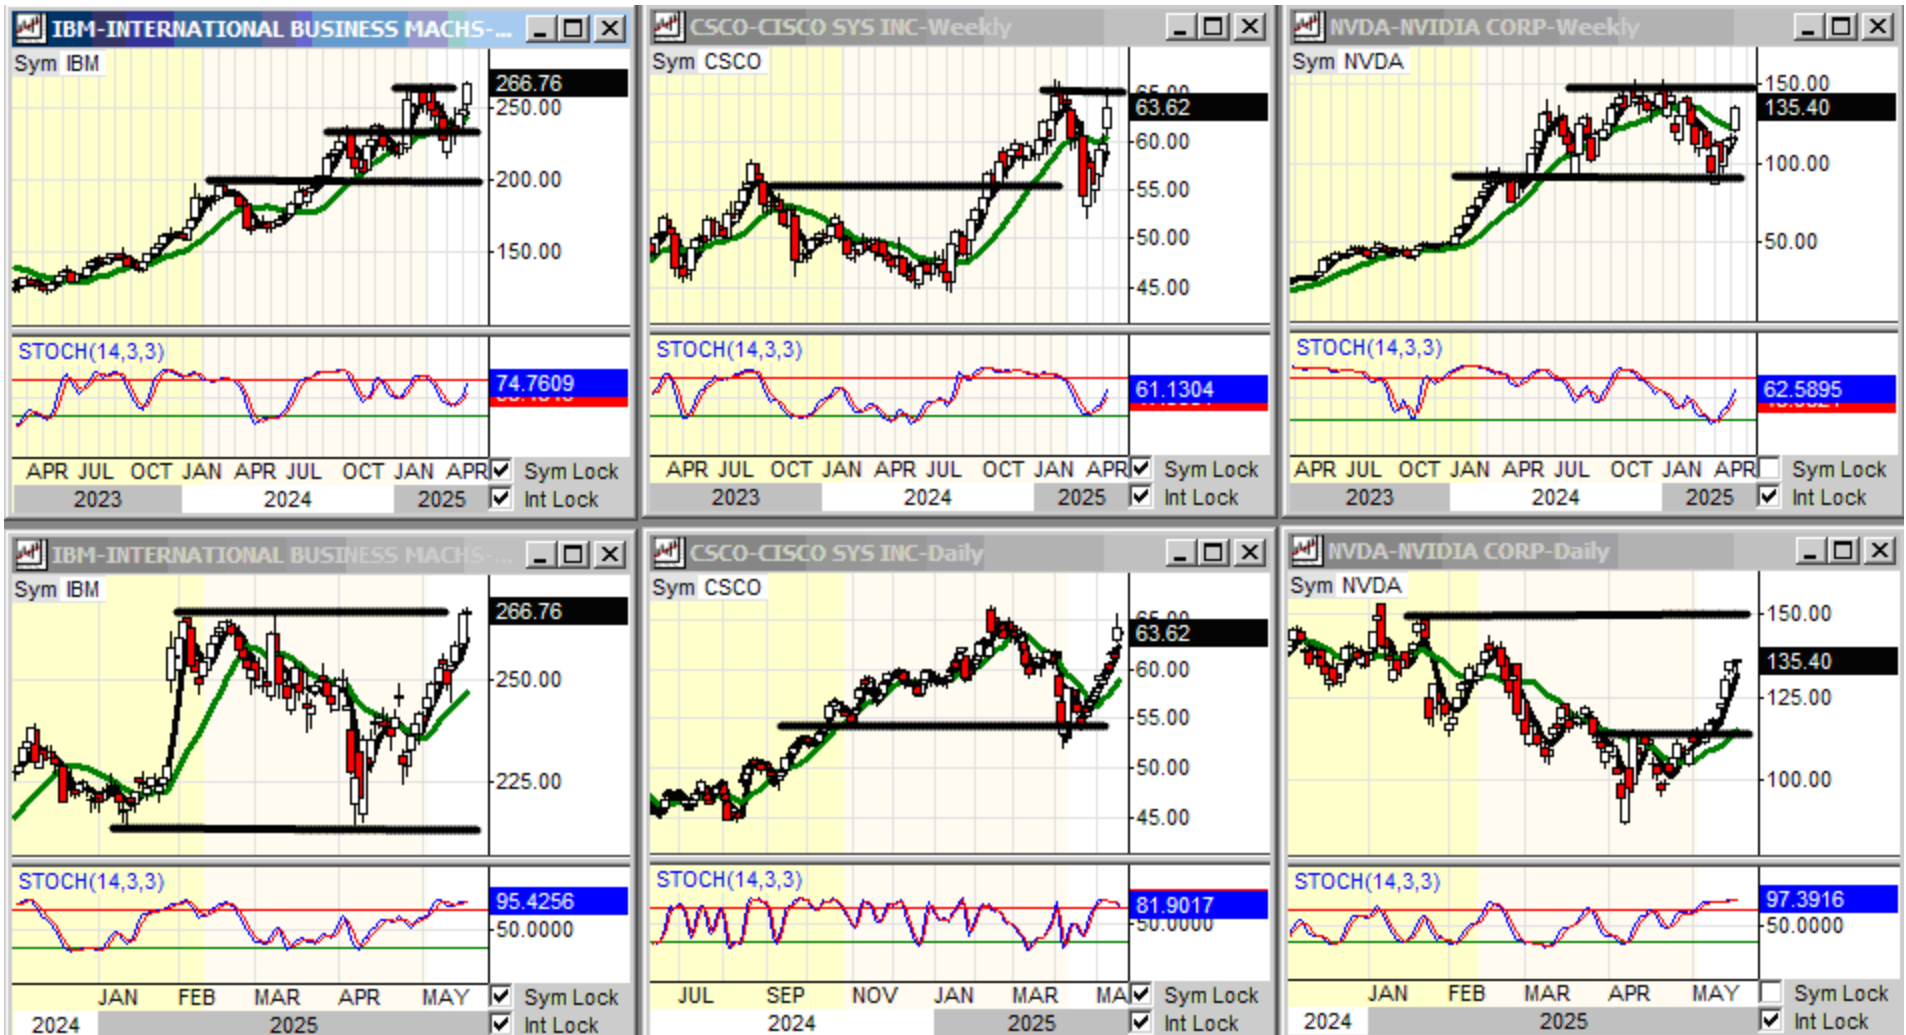 IBM-INTERNATIONAL BUSINESS MACHS-...
Sym IBM
266.76
250.00
200.00
150.00
STOCH(14,3,3)
74.7609
APR JUL OCT JAN APR JUL OCT JAN APR
2023 2024 2025
Sym Lock
Int Lock
CSCO-CISCO SYS INC-Weekly
Sym CSCO
65.00
63.62
60.00
55.00
50.00
45.00
STOCH(14,3,3)
61.1304
APR JUL OCT JAN APR JUL OCT JAN APR
2023 2024 2025
Sym Lock
Int Lock
NVDA-NVIDIA CORP-Weekly
Sym NVDA
150.00
135.40
100.00
50.00
STOCH(14,3,3)
62.5895
APR JUL OCT JAN APR JUL OCT JAN APR
2023 2024 2025
Sym Lock
Int Lock
IBM-INTERNATIONAL BUSINESS MACHS-...
Sym IBM
266.76
250.00
225.00
STOCH(14,3,3)
95.4256
50.0000
JAN FEB MAR APR MAY
2024 2025
Sym Lock
Int Lock
CSCO-CISCO SYS INC-Daily
Sym CSCO
65.00
63.62
60.00
55.00
50.00
45.00
STOCH(14,3,3)
81.9017
50.0000
JUL SEP NOV JAN MAR MA
2024 2025
Sym Lock
Int Lock
NVDA-NVIDIA CORP-Daily
Sym NVDA
150.00
135.40
125.00
100.00
STOCH(14,3,3)
97.3916
50.0000
JAN FEB MAR APR MAY
2024 2025
Sym Lock
Int Lock